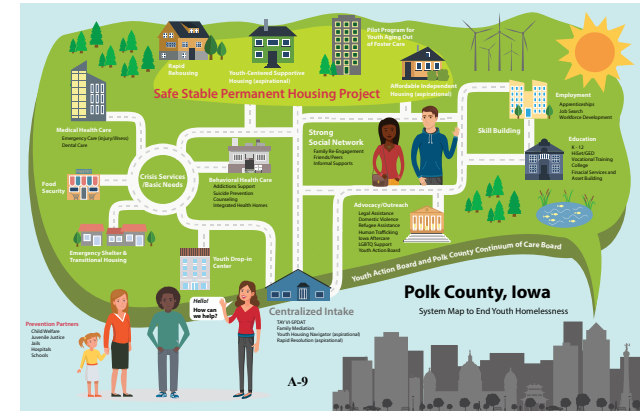 Pilot Program for
Youth Aging Out
of Foster Care
Rapid
Rehousing
Youth-Centered Supportive
Housing (aspirational)
Affordable Independent
Housing (aspirational)
Safe Stable Permanent Housing Project
Employment
Apprenticeships
Job Search
Workforce Development
Medical Health Care
Emergency Care (Injury/Illness)
Dental Care
Strong
Social Network
Family Re-Engagement
Friends/Peers
Informal Supports
Skill Building
Education
K - 12
HiSet/GED
Vocational Training
College
Finacial Services and
Asset Building
Crisis Services
/Basic Needs
Food
Security
Behavioral Health Care
Addictions Support
Suicide Prevention
Counseling
Integrated Health Homes
Advocacy/Outreach
Legal Assistance
Domestic Violence
Refugee Assistance
Human Trafficking
Iowa Aftercare
LGBTQ Support
Youth Action Board
Emergency Shelter &
Transitional Housing
Youth Drop-in
Center
Youth Action Board and Polk County Continuum of Care Board
Hello!
How can
we help?
Centralized Intake
TAY VI-SPDAT
Family Mediation
Youth Housing Navigator (aspirational)
Rapid Resolution (aspirational)
Polk County, Iowa
System Map to End Youth Homelessness
Prevention Partners
Child Welfare
Juvenile Justice
Jails
Hospitals
Schools
A-9